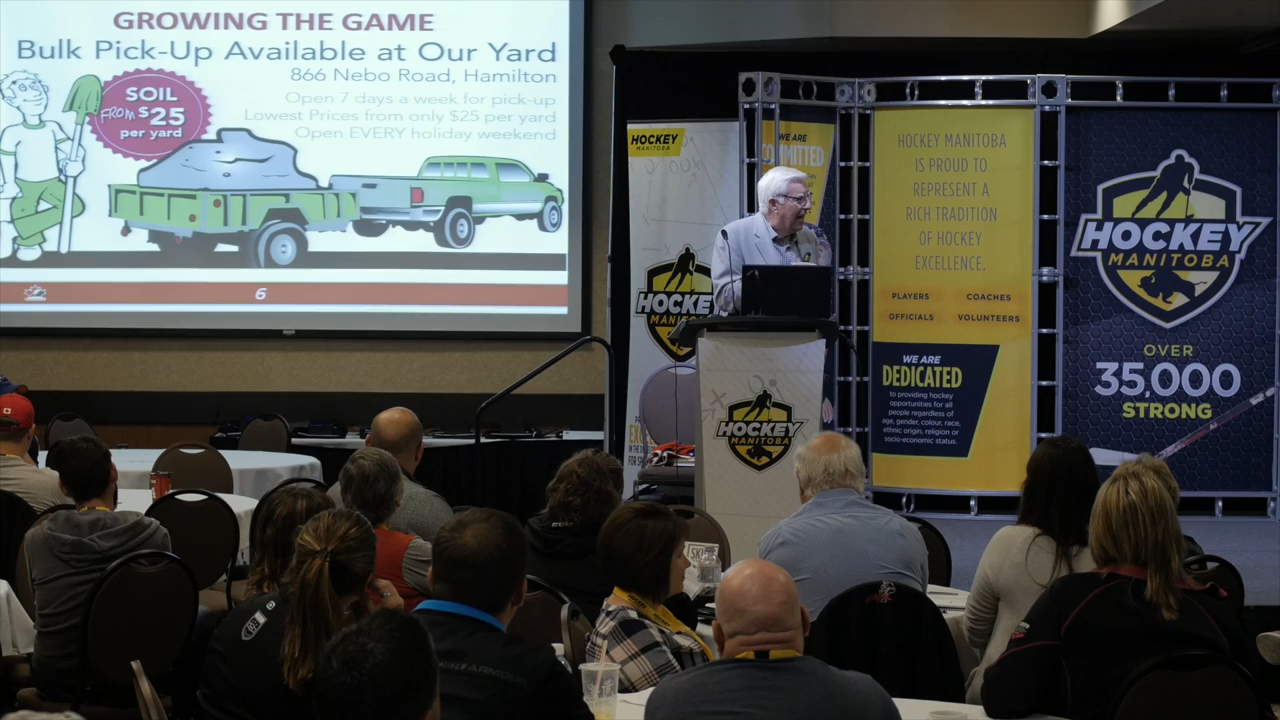 GROWING THE GAME
Bulk Pick-Up Available at Our Yard
866 Nebo Road, Hamilton
Open 7 days a week for pick-up
Lowest Prices from only $25 per yard
Open EVERY holiday weekend
SOIL
FROM $25
per yard
6
HOCKEY
MANITOBA
HOCKEY
MANITOBA
WE ARE
COMMITTED
HOCKEY
MANITOBA
HOCKEY MANITOBA
IS PROUD TO
REPRESENT A
RICH TRADITION
OF HOCKEY
EXCELLENCE.
PLAYERS COACHES
OFFICIALS VOLUNTEERS
WE ARE
DEDICATED
to providing hockey
opportunities for all
people regardless of
age, gender, colour, race,
ethnic origin, religion or
socio-economic status.
HOCKEY
MANITOBA
OVER
35,000
STRONG